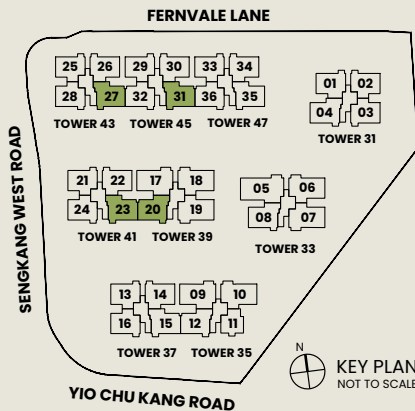 FERNVALE LANE
25 26 29 30 33 34
28 27 32 31 36 35
TOWER 43 TOWER 45 TOWER 47
01 02
04 03
TOWER 31
SENGKANG WEST ROAD
21 22 17 18
24 23 20 19
TOWER 41 TOWER 39
05 06
08 07
TOWER 33
13 14 09 10
16 15 12 11
TOWER 37 TOWER 35
N
KEY PLAN
NOT TO SCALE
YIO CHU KANG ROAD